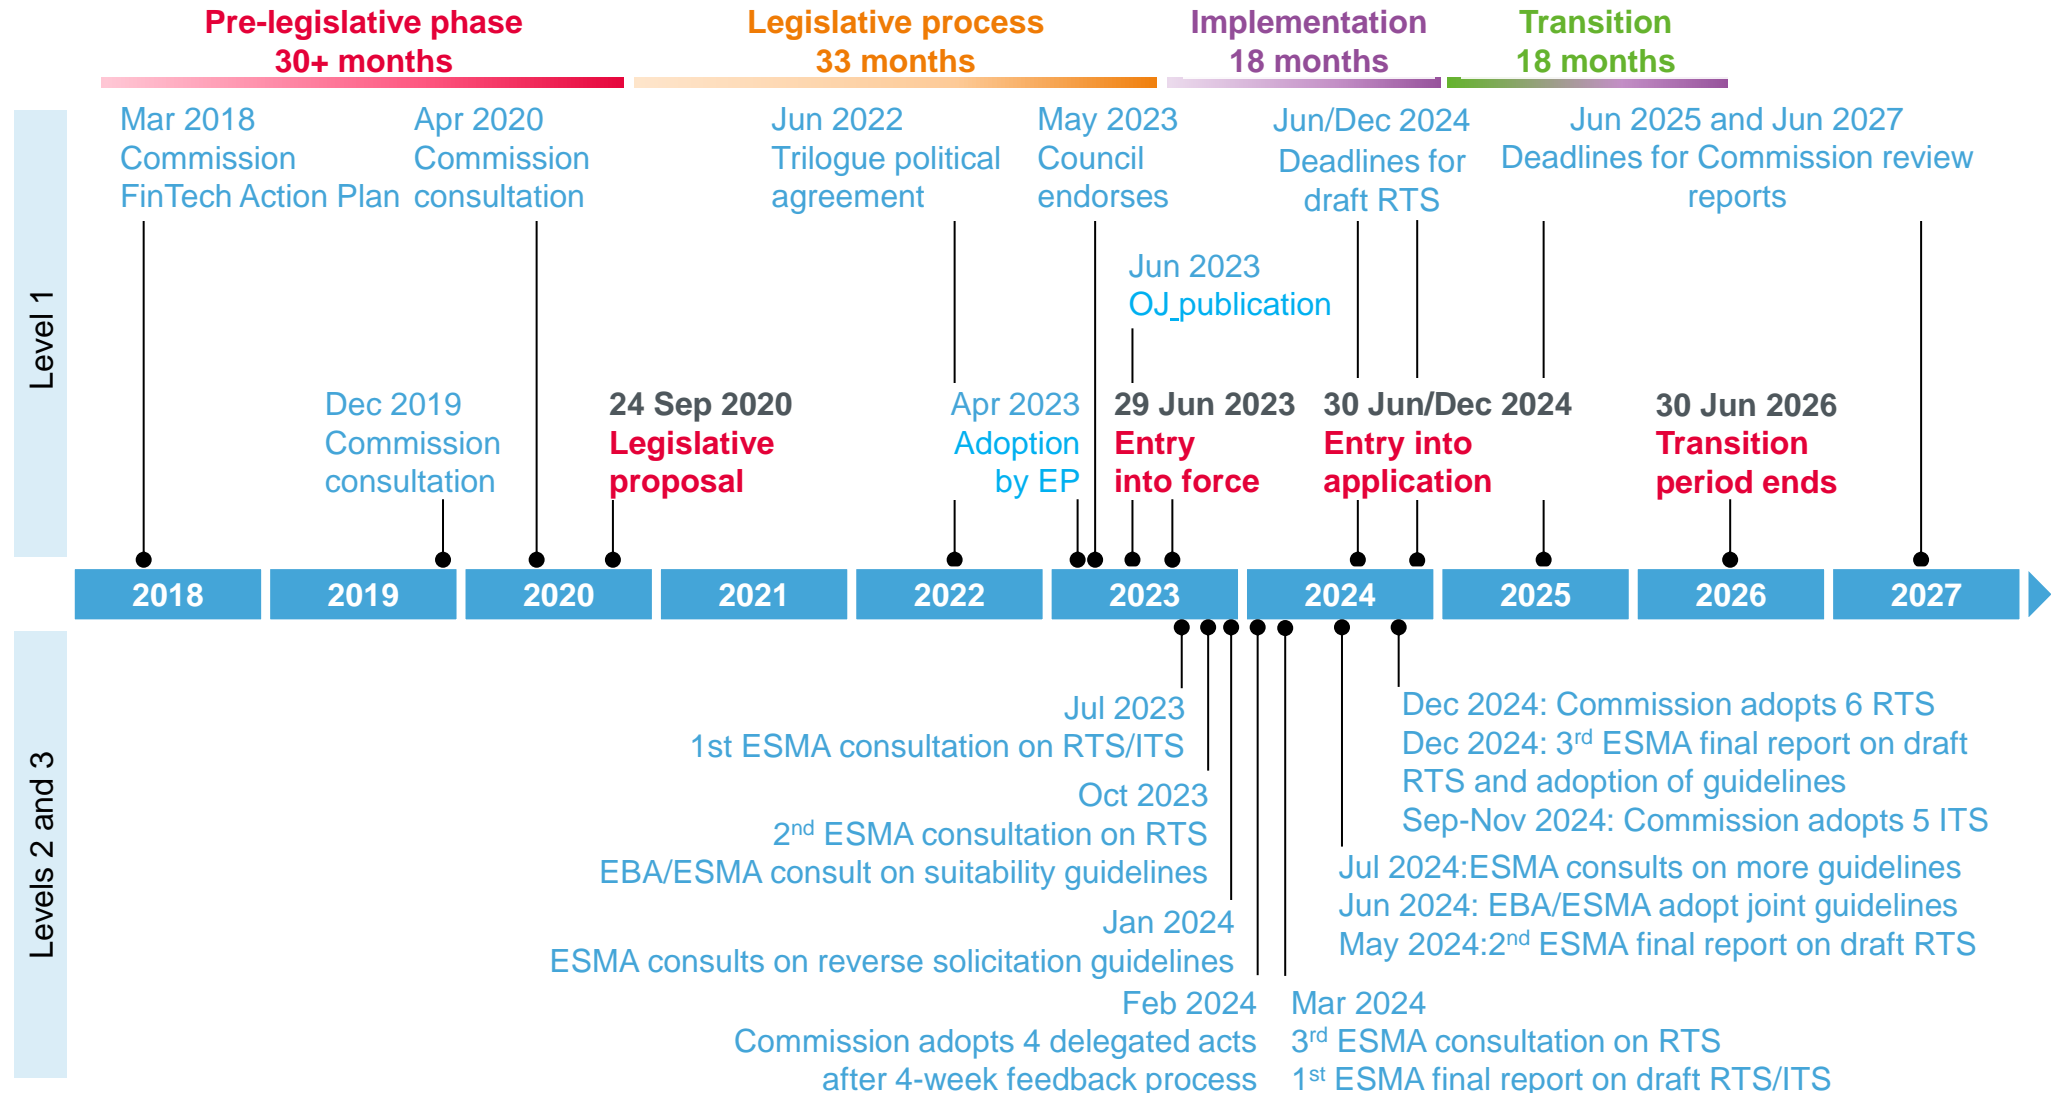 Pre-legislative phase
30+ months
Legislative process
33 months
Implementation
18 months
Transition
18 months
Level 1
Mar 2018
Commission
FinTech Action Plan
Apr 2020
Commission
consultation
Jun 2022
Trilogue political
agreement
May 2023
Council
endorses
Jun/Dec 2024
Deadlines for
draft RTS
Jun 2025 and Jun 2027
Deadlines for Commission review
reports
Jun 2023
OJ publication
Dec 2019
Commission
consultation
24 Sep 2020
Legislative
proposal
Apr 2023
Adoption
by EP
29 Jun 2023
Entry
into force
30 Jun/Dec 2024
Entry into
application
30 Jun 2026
Transition
period ends
2018
2019
2020
2021
2022
2023
2024
2025
2026
2027
Levels 2 and 3
Jul 2023
1st ESMA consultation on RTS/ITS
Oct 2023
2nd ESMA consultation on RTS
EBA/ESMA consult on suitability guidelines
Jan 2024
ESMA consults on reverse solicitation guidelines
Feb 2024
Commission adopts 4 delegated acts
after 4-week feedback process
Mar 2024
3rd ESMA consultation on RTS
1st ESMA final report on draft RTS/ITS
Dec 2024: Commission adopts 6 RTS
Dec 2024: 3rd ESMA final report on draft
RTS and adoption of guidelines
Sep-Nov 2024: Commission adopts 5 ITS
Jul 2024:ESMA consults on more guidelines
Jun 2024: EBA/ESMA adopt joint guidelines
May 2024:2nd ESMA final report on draft RTS